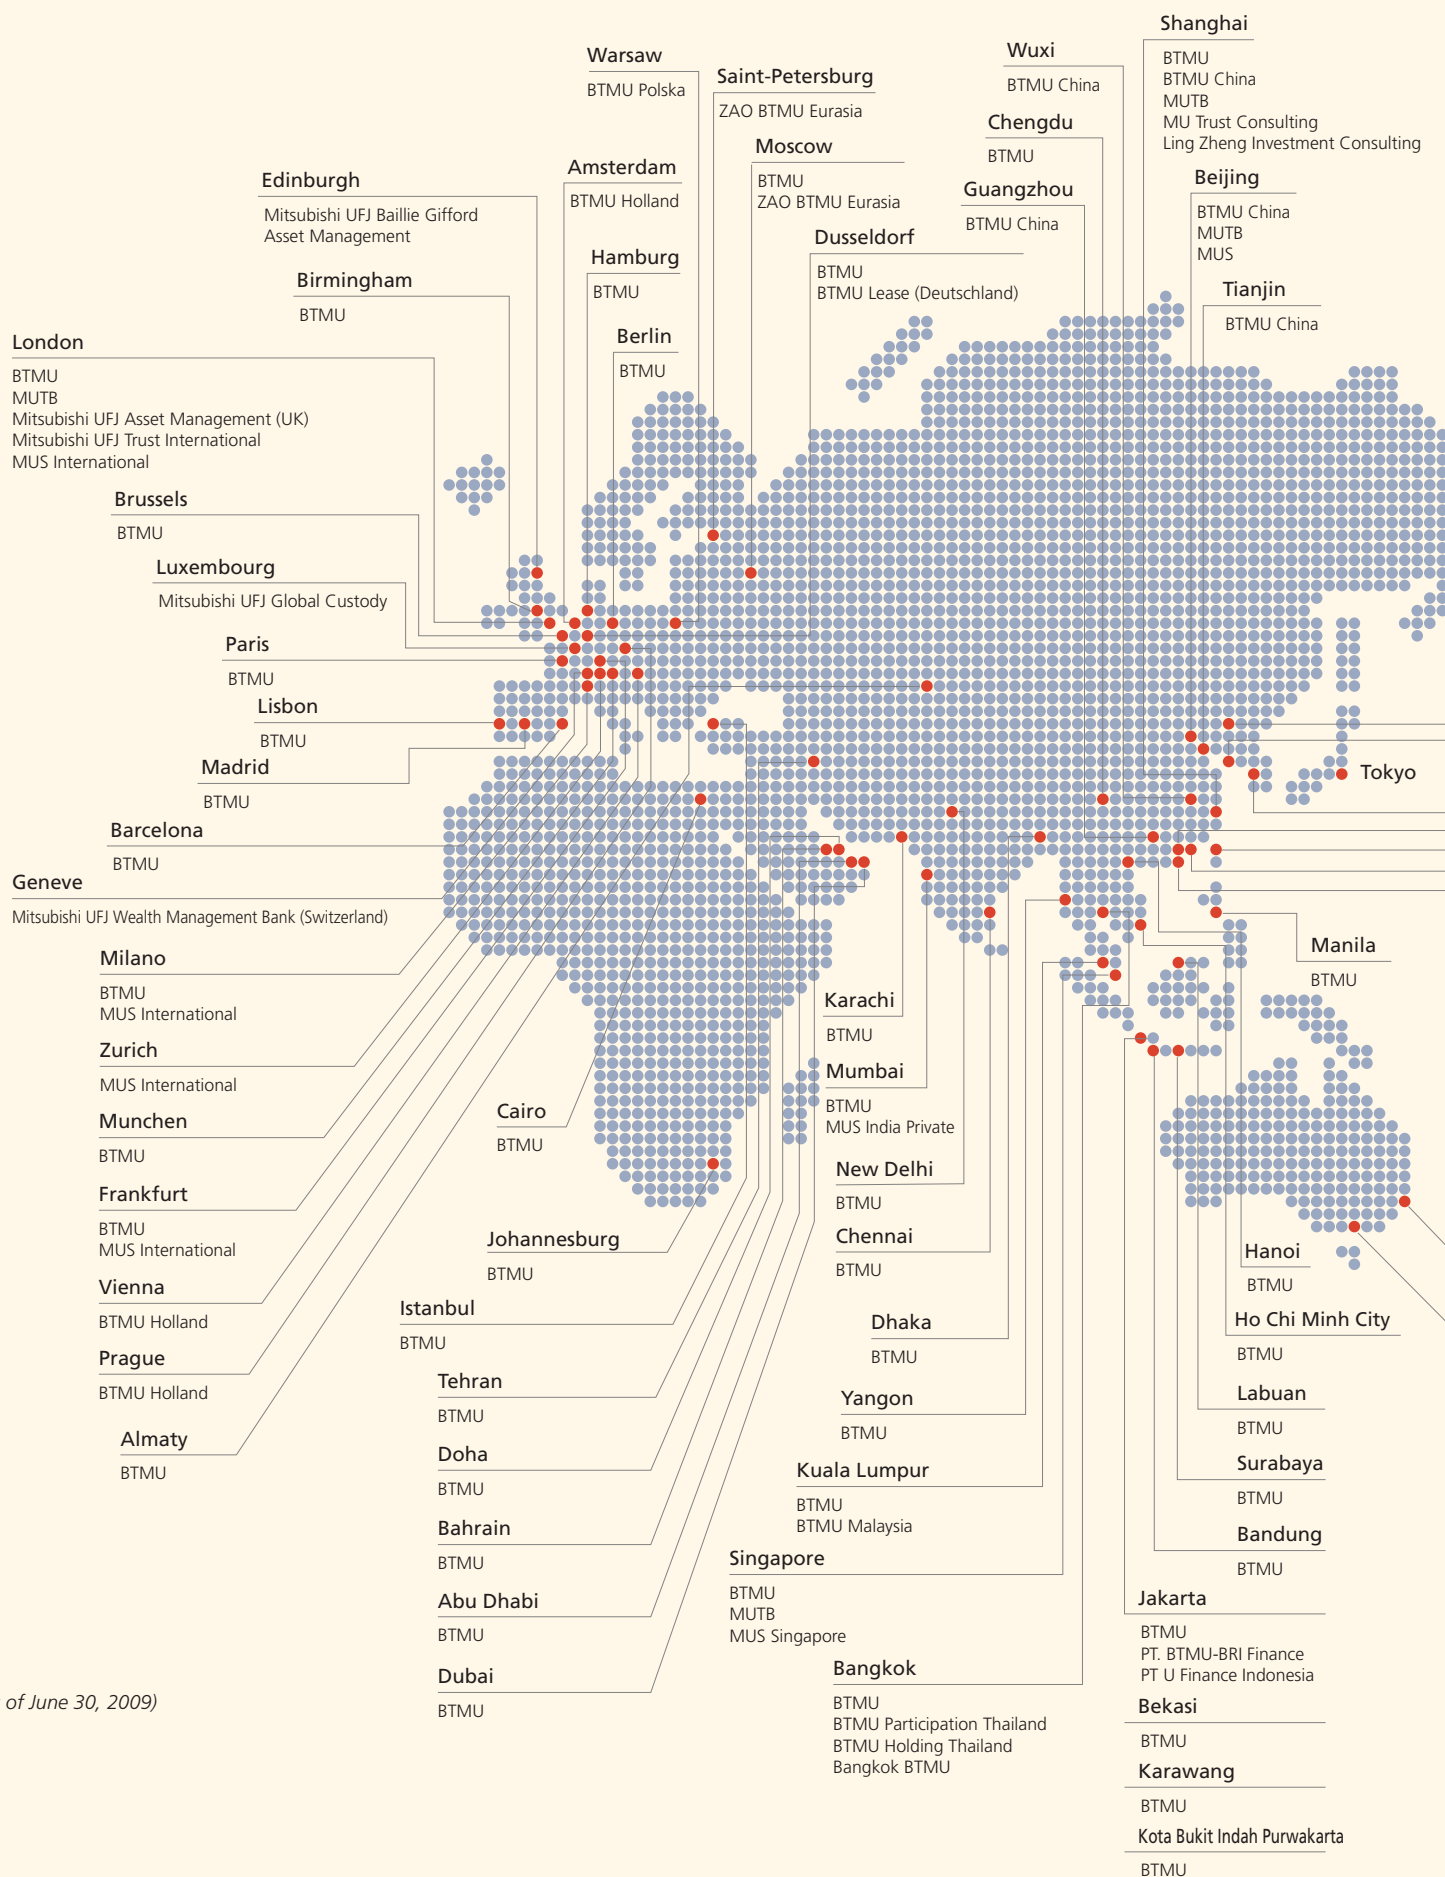 Shanghai
BTMU
BTMU China
MUTB
MU Trust Consulting
Ling Zheng Investment Consulting
Wuxi
BTMU China
Warsaw
BTMU Polska
Saint-Petersburg
ZAO BTMU Eurasia
Chengdu
BTMU
Moscow
BTMU
ZAO BTMU Eurasia
Amsterdam
BTMU Holland
Edinburgh
Mitsubishi UFJ Baillie Gifford
Asset Management
Guangzhou
BTMU China
Beijing
BTMU China
MUTB
MUS
Dusseldorf
BTMU
BTMU Lease (Deutschland)
Hamburg
BTMU
Birmingham
BTMU
Tianjin
BTMU China
Berlin
BTMU
London
BTMU
MUTB
Mitsubishi UFJ Asset Management (UK)
Mitsubishi UFJ Trust International
MUS International
Brussels
BTMU
Luxembourg
Mitsubishi UFJ Global Custody
Paris
BTMU
Lisbon
BTMU
Madrid
BTMU
Tokyo
Barcelona
BTMU
Geneve
Mitsubishi UFJ Wealth Management Bank (Switzerland)
Milano
BTMU
MUS International
Zurich
MUS International
Munchen
BTMU
Frankfurt
BTMU
MUS International
Vienna
BTMU Holland
Prague
BTMU Holland
Almaty
BTMU
Cairo
BTMU
Johannesburg
BTMU
Istanbul
BTMU
Tehran
BTMU
Doha
BTMU
Bahrain
BTMU
Abu Dhabi
BTMU
Dubai
BTMU
Karachi
BTMU
Mumbai
BTMU
MUS India Private
New Delhi
BTMU
Chennai
BTMU
Dhaka
BTMU
Yangon
BTMU
Kuala Lumpur
BTMU
BTMU Malaysia
Singapore
BTMU
MUTB
MUS Singapore
Bangkok
BTMU
BTMU Participation Thailand
BTMU Holding Thailand
Bangkok BTMU
Manila
BTMU
Hanoi
BTMU
Ho Chi Minh City
BTMU
Labuan
BTMU
Surabaya
BTMU
Bandung
BTMU
Jakarta
BTMU
PT. BTMU-BRI Finance
PT U Finance Indonesia
Bekasi
BTMU
Karawang
BTMU
Kota Bukit Indah Purwakarta
BTMU
of June 30, 2009)